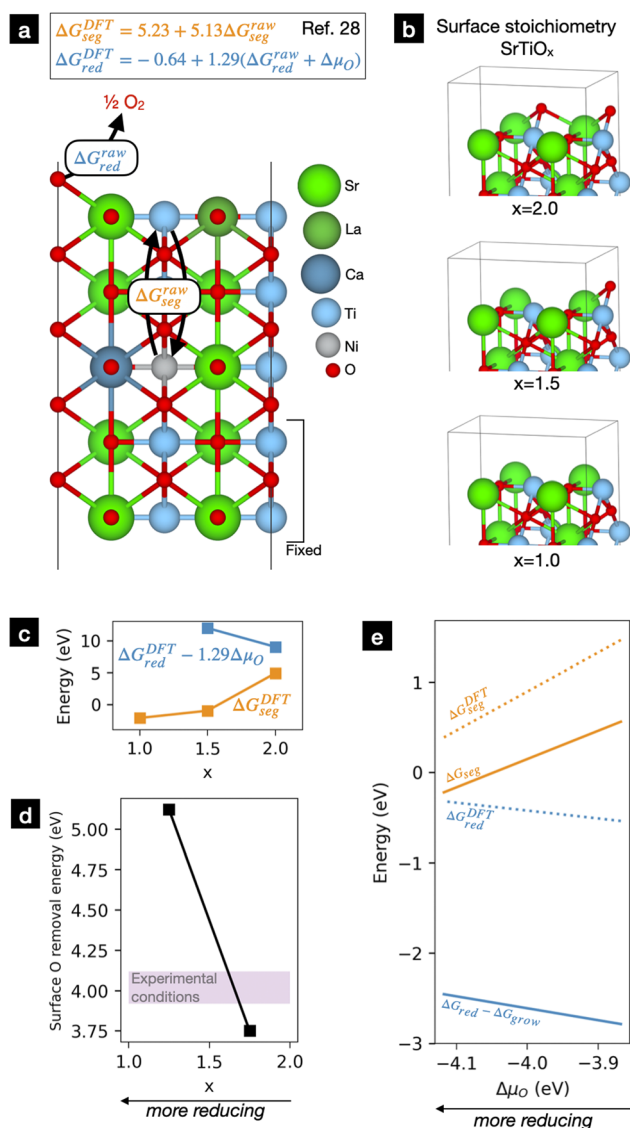 a
ΔG_seg^DFT = 5.23 + 5.13ΔG_seg^raw Ref. 28
ΔG_red^DFT = − 0.64 + 1.29(ΔG_red^raw + Δμ_O)
½ O₂
ΔG_red^raw
ΔG_seg^raw
Sr
La
Ca
Ti
Ni
O
Fixed
b
Surface stoichiometry
SrTiOₓ
x=2.0
x=1.5
x=1.0
c
Energy (eV)
10
5
0
ΔG_red^DFT − 1.29Δμ_O
ΔG_seg^DFT
1.0 1.5 2.0
x
d
Surface O removal energy (eV)
5.00
4.75
4.50
4.25
4.00
3.75
Experimental
conditions
1.0 1.5 2.0
x
more reducing
e
Energy (eV)
1
0
−1
−2
−3
ΔG_seg^DFT
ΔG_seg
ΔG_red^DFT
ΔG_red − ΔG_grow
−4.1 −4.0 −3.9
Δμ_O (eV)
more reducing